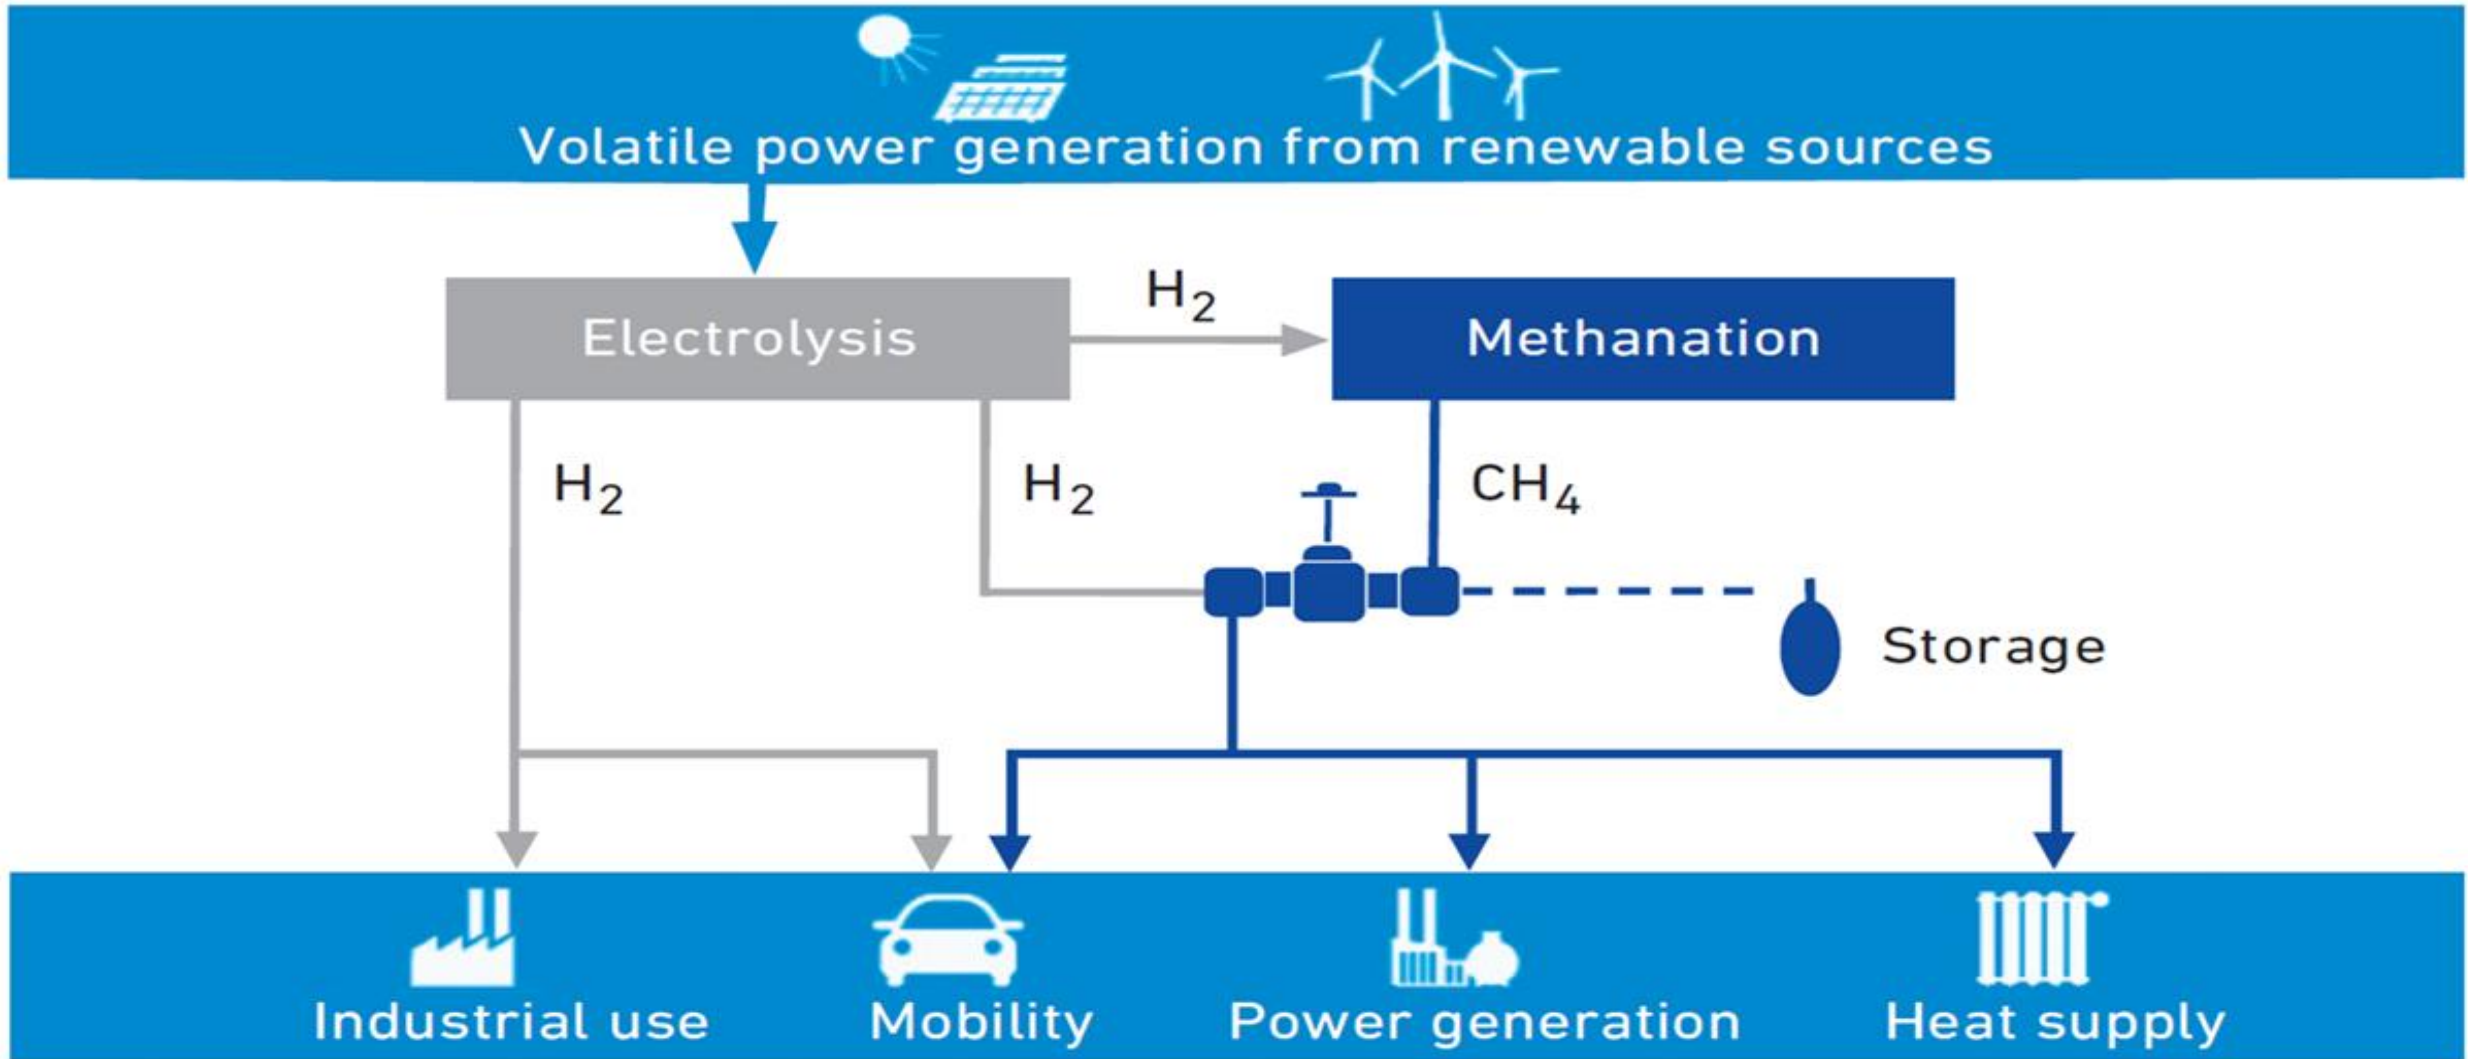 Volatile power generation from renewable sources
H₂
Electrolysis
Methanation
H₂
H₂
CH₄
Storage
Industrial use
Mobility
Power generation
Heat supply